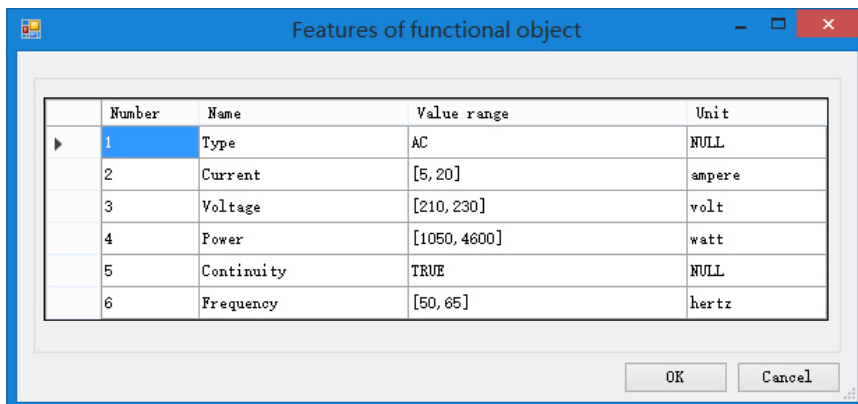 Features of functional object
Number Name Value range Unit
1 Type AC NULL
2 Current [5, 20] ampere
3 Voltage [210, 230] volt
4 Power [1050, 4600] watt
5 Continuity TRUE NULL
6 Frequency [50, 65] hertz
OK Cancel